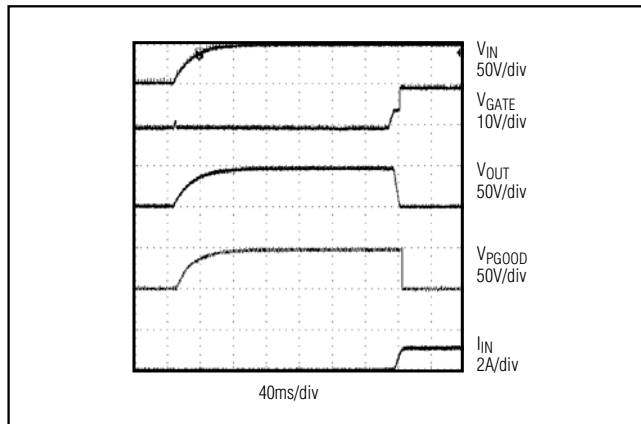 V_IN
50V/div
V_GATE
10V/div
V_OUT
50V/div
V_PGOOD
50V/div
I_IN
2A/div
40ms/div